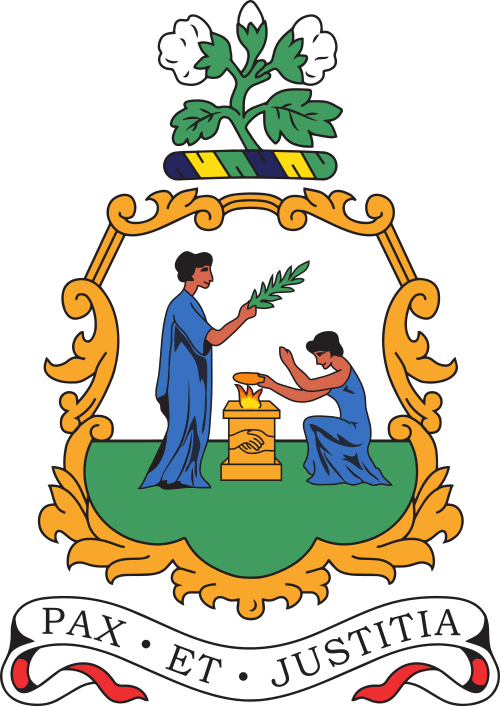 PAX · ET · JUSTITIA